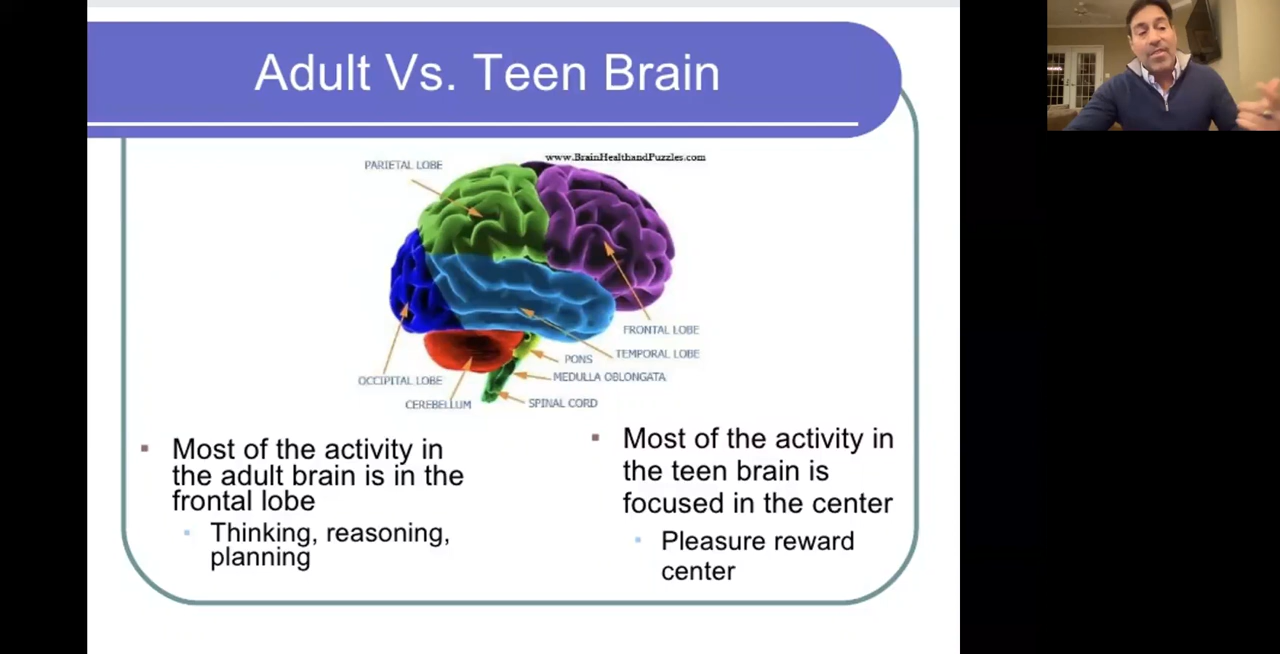 Adult Vs. Teen Brain
www.BrainHealthandPuzzles.com
PARIETAL LOBE
FRONTAL LOBE
TEMPORAL LOBE
PONS
MEDULLA OBLONGATA
OCCIPITAL LOBE
CEREBELLUM
SPINAL CORD
Most of the activity in
the adult brain is in the
frontal lobe
Thinking, reasoning,
planning
Most of the activity in
the teen brain is
focused in the center
Pleasure reward
center